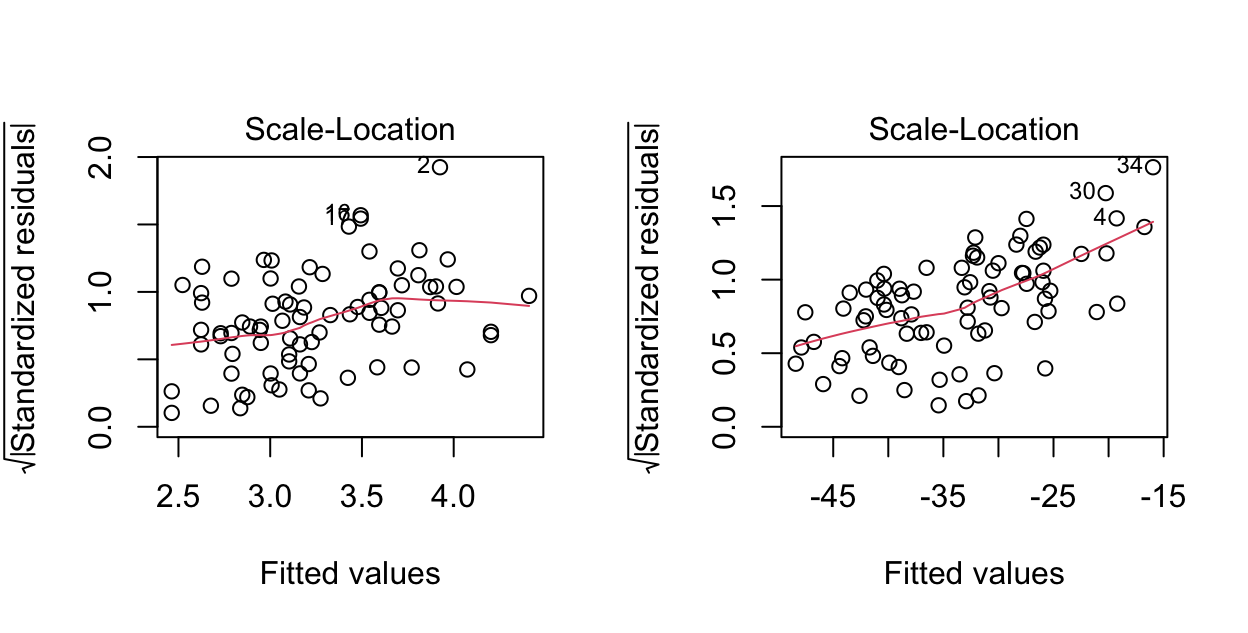 Scale-Location
√|Standardized residuals|
0.0 1.0 2.0
2
2.5 3.0 3.5 4.0
Fitted values
Scale-Location
√|Standardized residuals|
0.0 0.5 1.0 1.5
34
30
4
-45 -35 -25 -15
Fitted values